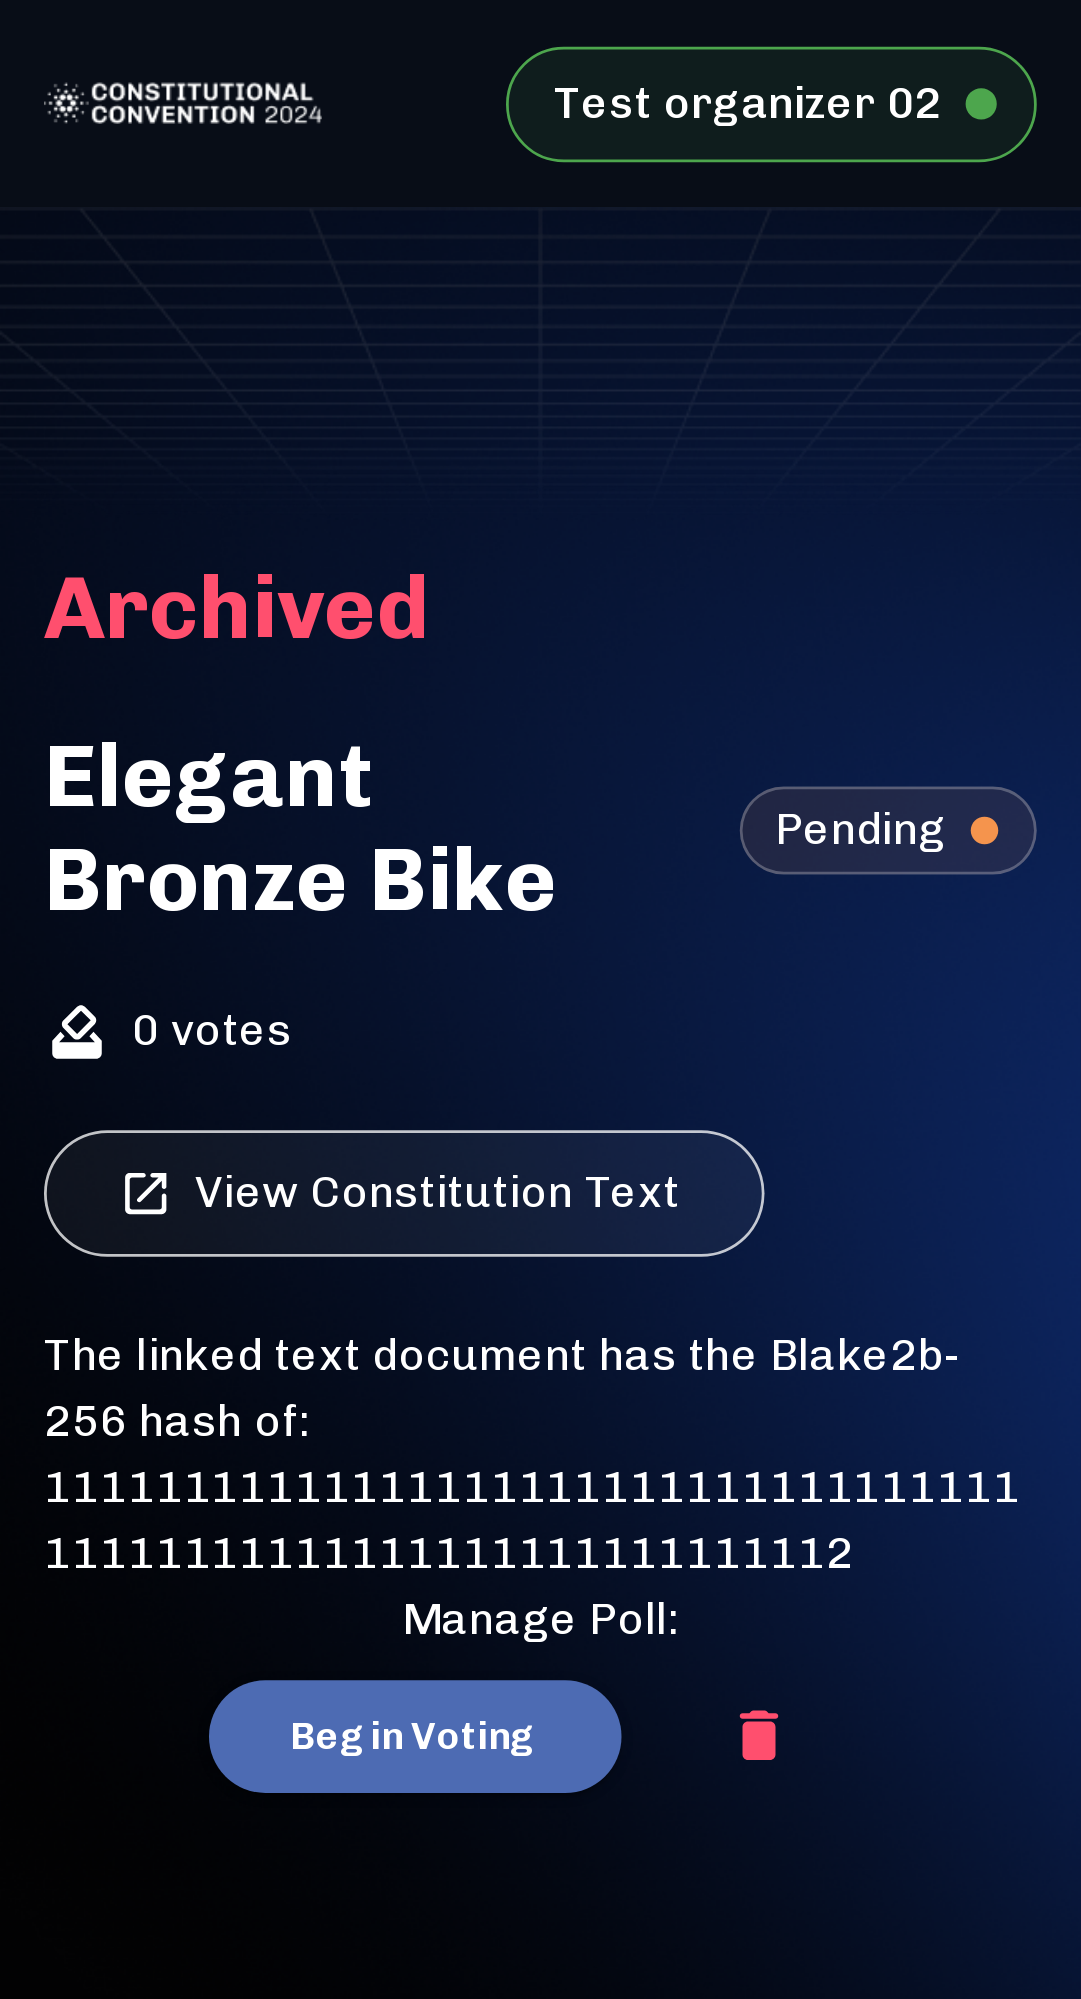 CONSTITUTIONAL
CONVENTION 2024
Test organizer 02
Archived
Elegant
Bronze Bike
Pending
0 votes
View Constitution Text
The linked text document has the Blake2b-
256 hash of:
11111111111111111111111111111111111
11111111111111111111111111112
Manage Poll:
Begin Voting